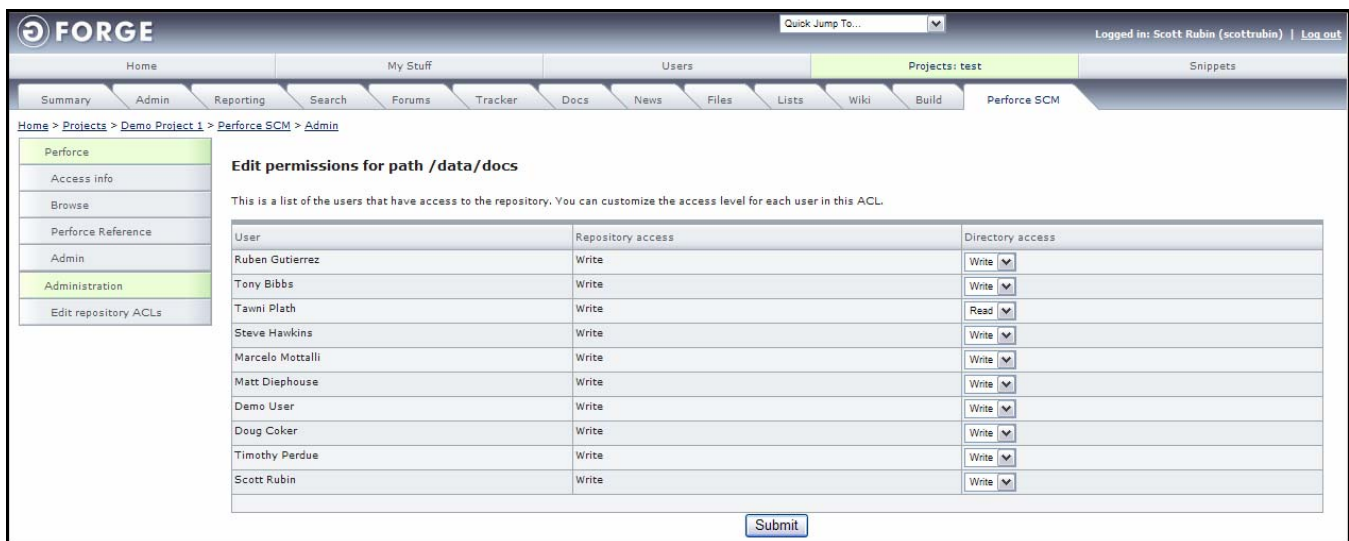 GFORGE
Quick Jump To...
Logged in: Scott Rubin (scottrubin) | Log out
Home My Stuff Users Projects: test Snippets
Summary Admin Reporting Search Forums Tracker Docs News Files Lists Wiki Build Perforce SCM
Home > Projects > Demo Project 1 > Perforce SCM > Admin
Perforce
Access info
Browse
Perforce Reference
Admin
Administration
Edit repository ACLs
Edit permissions for path /data/docs
This is a list of the users that have access to the repository. You can customize the access level for each user in this ACL.
User Repository access Directory access
Ruben Gutierrez Write Write
Tony Bibbs Write Write
Tawni Plath Write Read
Steve Hawkins Write Write
Marcelo Mottalli Write Write
Matt Diephouse Write Write
Demo User Write Write
Doug Coker Write Write
Timothy Perdue Write Write
Scott Rubin Write Write
Submit